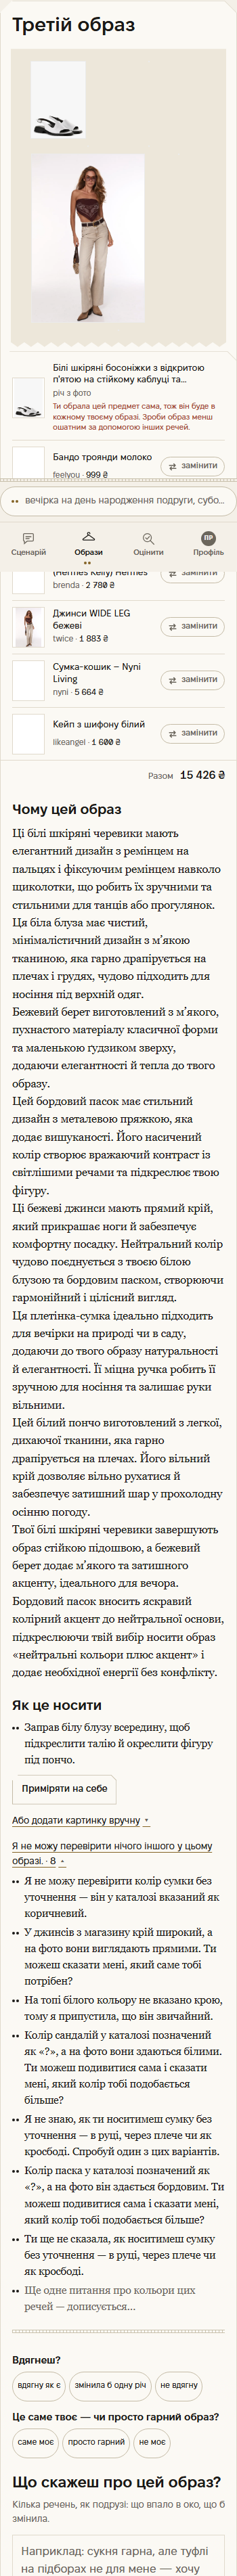 Третій образ
Білі шкіряні босоніжки з відкритою
п'ятою на стійкому каблуці та...
річ з фото
Ти обрала цей предмет сама, тож він буде в
кожному твоєму образі. Зроби образ менш
ошатним за допомогою інших речей.
Бандо троянди молоко
feelyou · 999 ₴
замінити
вечірка на день народження подруги, субо...
Сценарій
Образи
Оцінити
ПР
Профіль
(Hermes Kelly) Hermes
brenda · 2 780 ₴
замінити
Джинси WIDE LEG
бежеві
twice · 1 883 ₴
замінити
Сумка-кошик – Nyni
Living
nyni · 5 664 ₴
замінити
Кейп з шифону білий
likeangel · 1 600 ₴
замінити
Разом 15 426 ₴
Чому цей образ
Ці білі шкіряні черевики мають
елегантний дизайн з ремінцем на
пальцях і фіксуючим ремінцем навколо
щиколотки, що робить їх зручними та
стильними для танців або прогулянок.
Ця біла блуза має чистий,
мінімалістичний дизайн з м’якою
тканиною, яка гарно драпірується на
плечах і грудях, чудово підходить для
носіння під верхній одяг.
Бежевий берет виготовлений з м’якого,
пухнастого матеріалу класичної форми
та маленькою ґудзиком зверху,
додаючи елегантності й тепла до твого
образу.
Цей бордовий пасок має стильний
дизайн з металевою пряжкою, яка
додає вишуканості. Його насичений
колір створює вражаючий контраст із
світлішими речами та підкреслює твою
фігуру.
Ці бежеві джинси мають прямий крій,
який прикрашає ноги й забезпечує
комфортну посадку. Нейтральний колір
чудово поєднується з твоєю білою
блузою та бордовим паском, створюючи
гармонійний і цілісний вигляд.
Ця плетінка-сумка ідеально підходить
для вечірки на природі чи в саду,
додаючи до твого образу натуральності
й елегантності. Її міцна ручка робить її
зручною для носіння та залишає руки
вільними.
Цей білий пончо виготовлений з легкої,
дихаючої тканини, яка гарно
драпірується на плечах. Його вільний
крій дозволяє вільно рухатися й
забезпечує затишний шар у прохолодну
осінню погоду.
Твої білі шкіряні черевики завершують
образ стійкою підошвою, а бежевий
берет додає м’якого та затишного
акценту, ідеального для вечора.
Бордовий пасок вносить яскравий
колірний акцент до нейтральної основи,
підкреслюючи твій вибір носити образ
«нейтральні кольори плюс акцент» і
додає необхідної енергії без конфлікту.
Як це носити
Заправ білу блузу всередину, щоб
підкреслити талію й окреслити фігуру
під пончо.
Приміряти на себе
Або додати картинку вручну
Я не можу перевірити нічого іншого у цьому
образі. · 8
Я не можу перевірити колір сумки без
уточнення — він у каталозі вказаний як
коричневий.
У джинсів з магазину крій широкий, а
на фото вони виглядають прямими. Ти
можеш сказати мені, який саме тобі
потрібен?
На топі білого кольору не вказано крою,
тому я припустила, що він звичайний.
Колір сандалій у каталозі позначений
як «?», а на фото вони здаються білими.
Ти можеш подивитися сама і сказати
мені, який колір тобі подобається
більше?
Я не знаю, як ти носитимеш сумку без
уточнення — в руці, через плече чи як
кросбоді. Спробуй один з цих варіантів.
Колір паска у каталозі позначений як
«?», а на фото він здається бордовим. Ти
можеш подивитися сама і сказати мені,
який колір тобі подобається більше?
Ти ще не сказала, як носитимеш сумку
без уточнення — в руці, через плече чи
як кросбоді.
Ще одне питання про кольори цих
речей — дописується...
Вдягнеш?
вдягну як є
змінила б одну річ
не вдягну
Це саме твоє — чи просто гарний образ?
саме моє
просто гарний
не моє
Що скажеш про цей образ?
Кілька речень, як подрузі: що впало в око, що б
змінила.
Наприклад: сукня гарна, але туфлі
на підборах не для мене — хочу